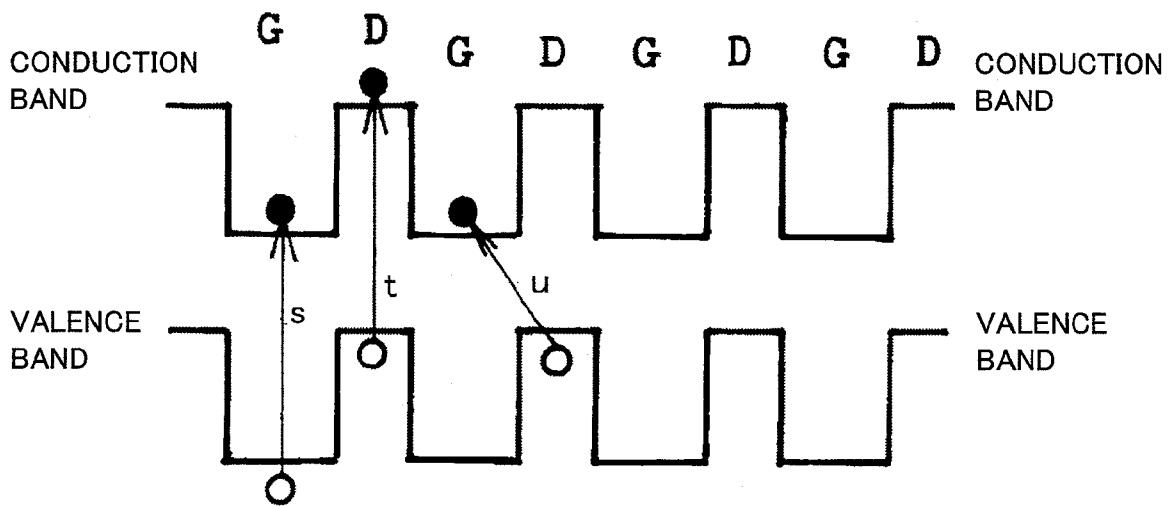 G D G D G D G D
CONDUCTION
BAND
CONDUCTION
BAND
s
t
u
VALENCE
BAND
VALENCE
BAND